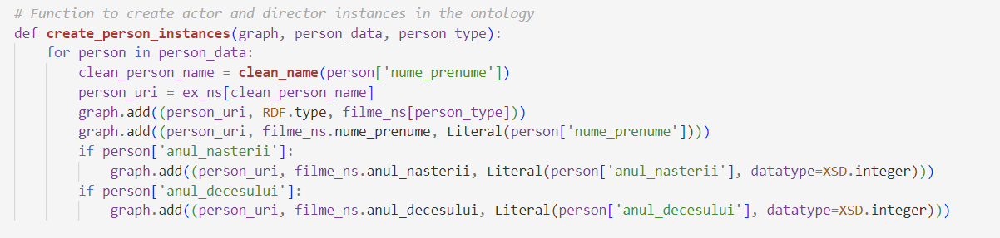 # Function to create actor and director instances in the ontology
def create_person_instances(graph, person_data, person_type):
    for person in person_data:
        clean_person_name = clean_name(person['nume_prenume'])
        person_uri = ex_ns[clean_person_name]
        graph.add((person_uri, RDF.type, filme_ns[person_type]))
        graph.add((person_uri, filme_ns.nume_prenume, Literal(person['nume_prenume'])))
        if person['anul_nasterii']:
            graph.add((person_uri, filme_ns.anul_nasterii, Literal(person['anul_nasterii'], datatype=XSD.integer)))
        if person['anul_decesului']:
            graph.add((person_uri, filme_ns.anul_decesului, Literal(person['anul_decesului'], datatype=XSD.integer)))